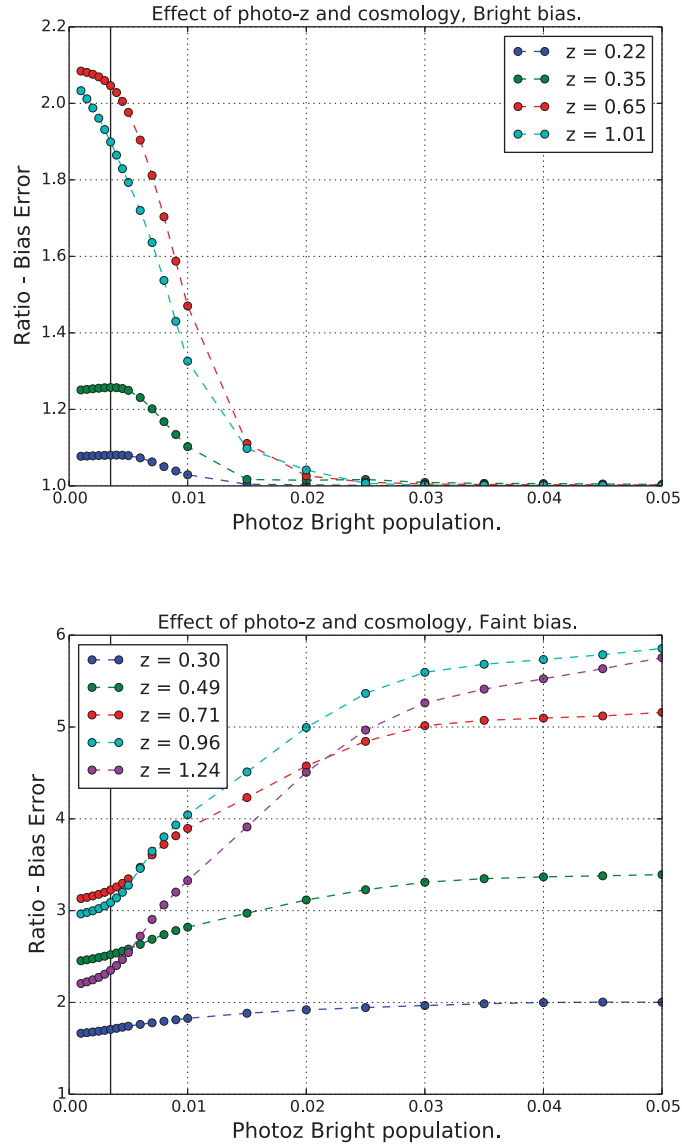 Effect of photo-z and cosmology, Bright bias.
2.2
2.0
1.8
1.6
1.4
1.2
1.0
Ratio - Bias Error
z = 0.22
z = 0.35
z = 0.65
z = 1.01
0.00 0.01 0.02 0.03 0.04 0.05
Photoz Bright population.
Effect of photo-z and cosmology, Faint bias.
6
5
4
3
2
1
Ratio - Bias Error
z = 0.30
z = 0.49
z = 0.71
z = 0.96
z = 1.24
0.00 0.01 0.02 0.03 0.04 0.05
Photoz Bright population.